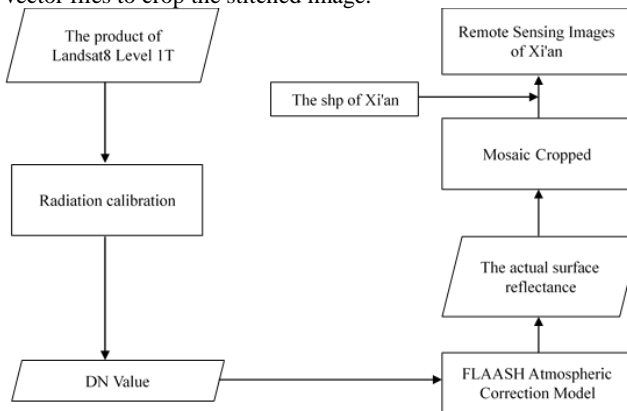 vector files to crop the stitched image.
The product of
Landsat8 Level 1T
Remote Sensing Images
of Xi'an
The shp of Xi'an
Mosaic Cropped
Radiation calibration
The actual surface
reflectance
DN Value
FLAASH Atmospheric
Correction Model